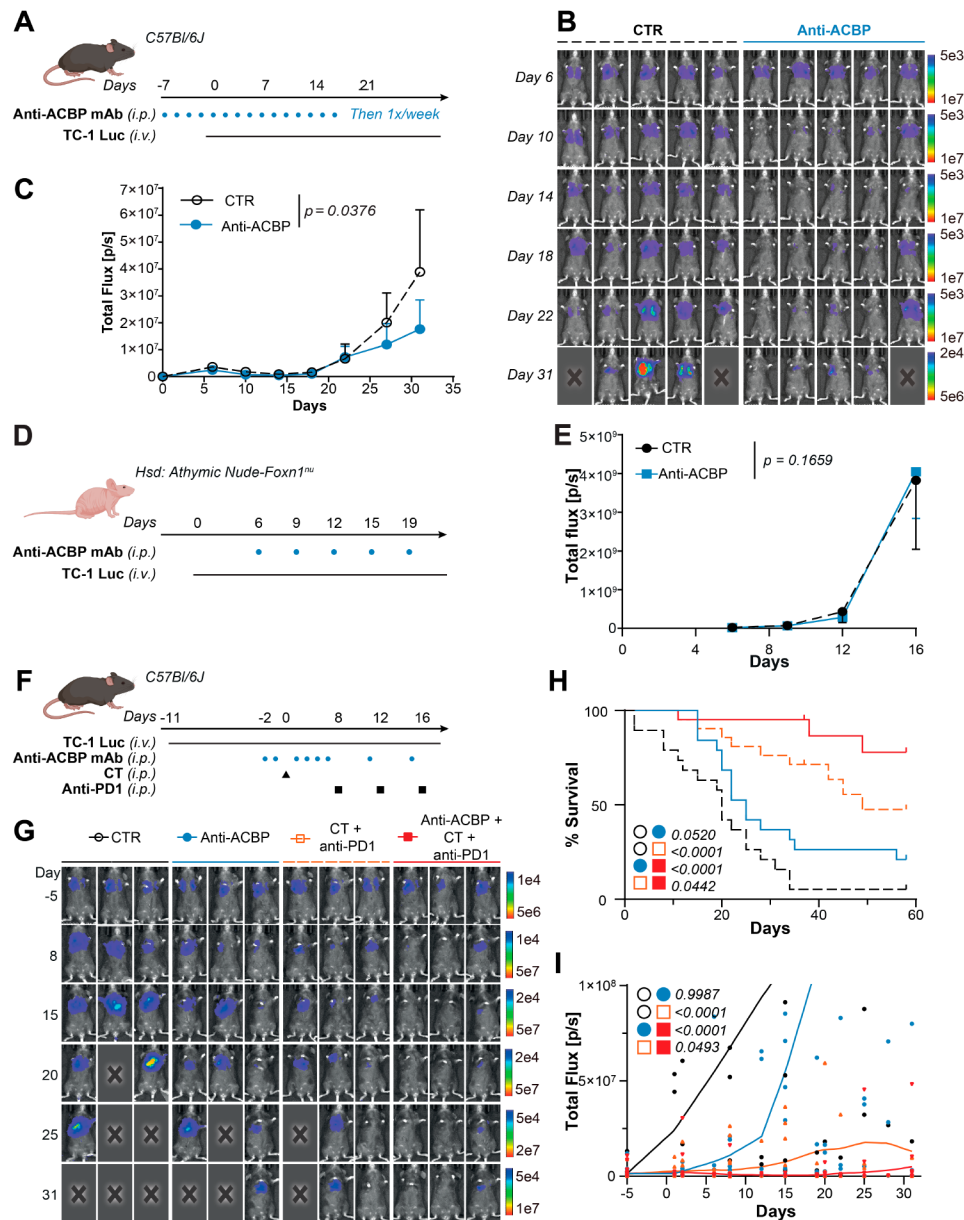 A
C57Bl/6J
Days -7 0 7 14 21
Anti-ACBP mAb (i.p.) Then 1x/week
TC-1 Luc (i.v.)
B
CTR Anti-ACBP
Day 6 5e3
1e7
Day 10 5e3
1e7
Day 14 5e3
1e7
Day 18 5e3
1e7
Day 22 5e3
1e7
Day 31 2e4
5e6
C
CTR
Anti-ACBP
p = 0.0376
7×10⁷
6×10⁷
5×10⁷
4×10⁷
3×10⁷
2×10⁷
1×10⁷
0
Total Flux [p/s]
0 5 10 15 20 25 30 35
Days
D
Hsd: Athymic Nude-Foxn1ⁿᵘ
Days 0 6 9 12 15 19
Anti-ACBP mAb (i.p.)
TC-1 Luc (i.v.)
E
CTR
Anti-ACBP
p = 0.1659
5×10⁹
4×10⁹
3×10⁹
2×10⁹
1×10⁹
0
Total flux [p/s]
0 4 8 12 16
Days
F
C57Bl/6J
Days -11 -2 0 8 12 16
TC-1 Luc (i.v.)
Anti-ACBP mAb (i.p.)
CT (i.p.)
Anti-PD1 (i.p.)
G
CTR Anti-ACBP CT + anti-PD1 Anti-ACBP + CT + anti-PD1
Day
-5 1e4
5e6
8 1e4
5e7
15 2e4
5e7
20 2e4
5e7
25 5e4
2e7
31 5e4
1e7
H
100
50
0
% Survival
0.0520
<0.0001
<0.0001
0.0442
0 20 40 60
Days
I
1×10⁸
5×10⁷
0
Total Flux [p/s]
0.9987
<0.0001
<0.0001
0.0493
-5 0 5 10 15 20 25 30
Days